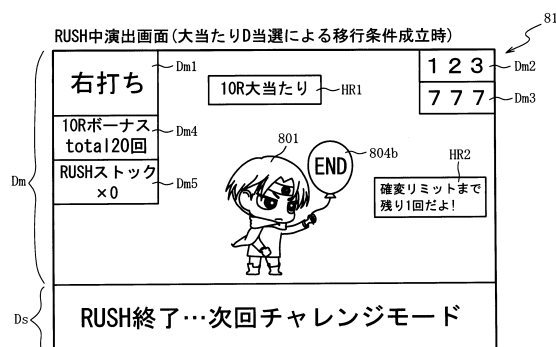 81
RUSH中演出画面(大当たりD当選による移行条件成立時)
右打ち
Dm1
10R大当たり
HR1
1 2 3
Dm2
7 7 7
Dm3
10Rボーナス
total20回
Dm4
RUSHストック
×0
Dm5
801
END
804b
HR2
確変リミットまで
残り1回だよ!
Dm
Ds
RUSH終了…次回チャレンジモード